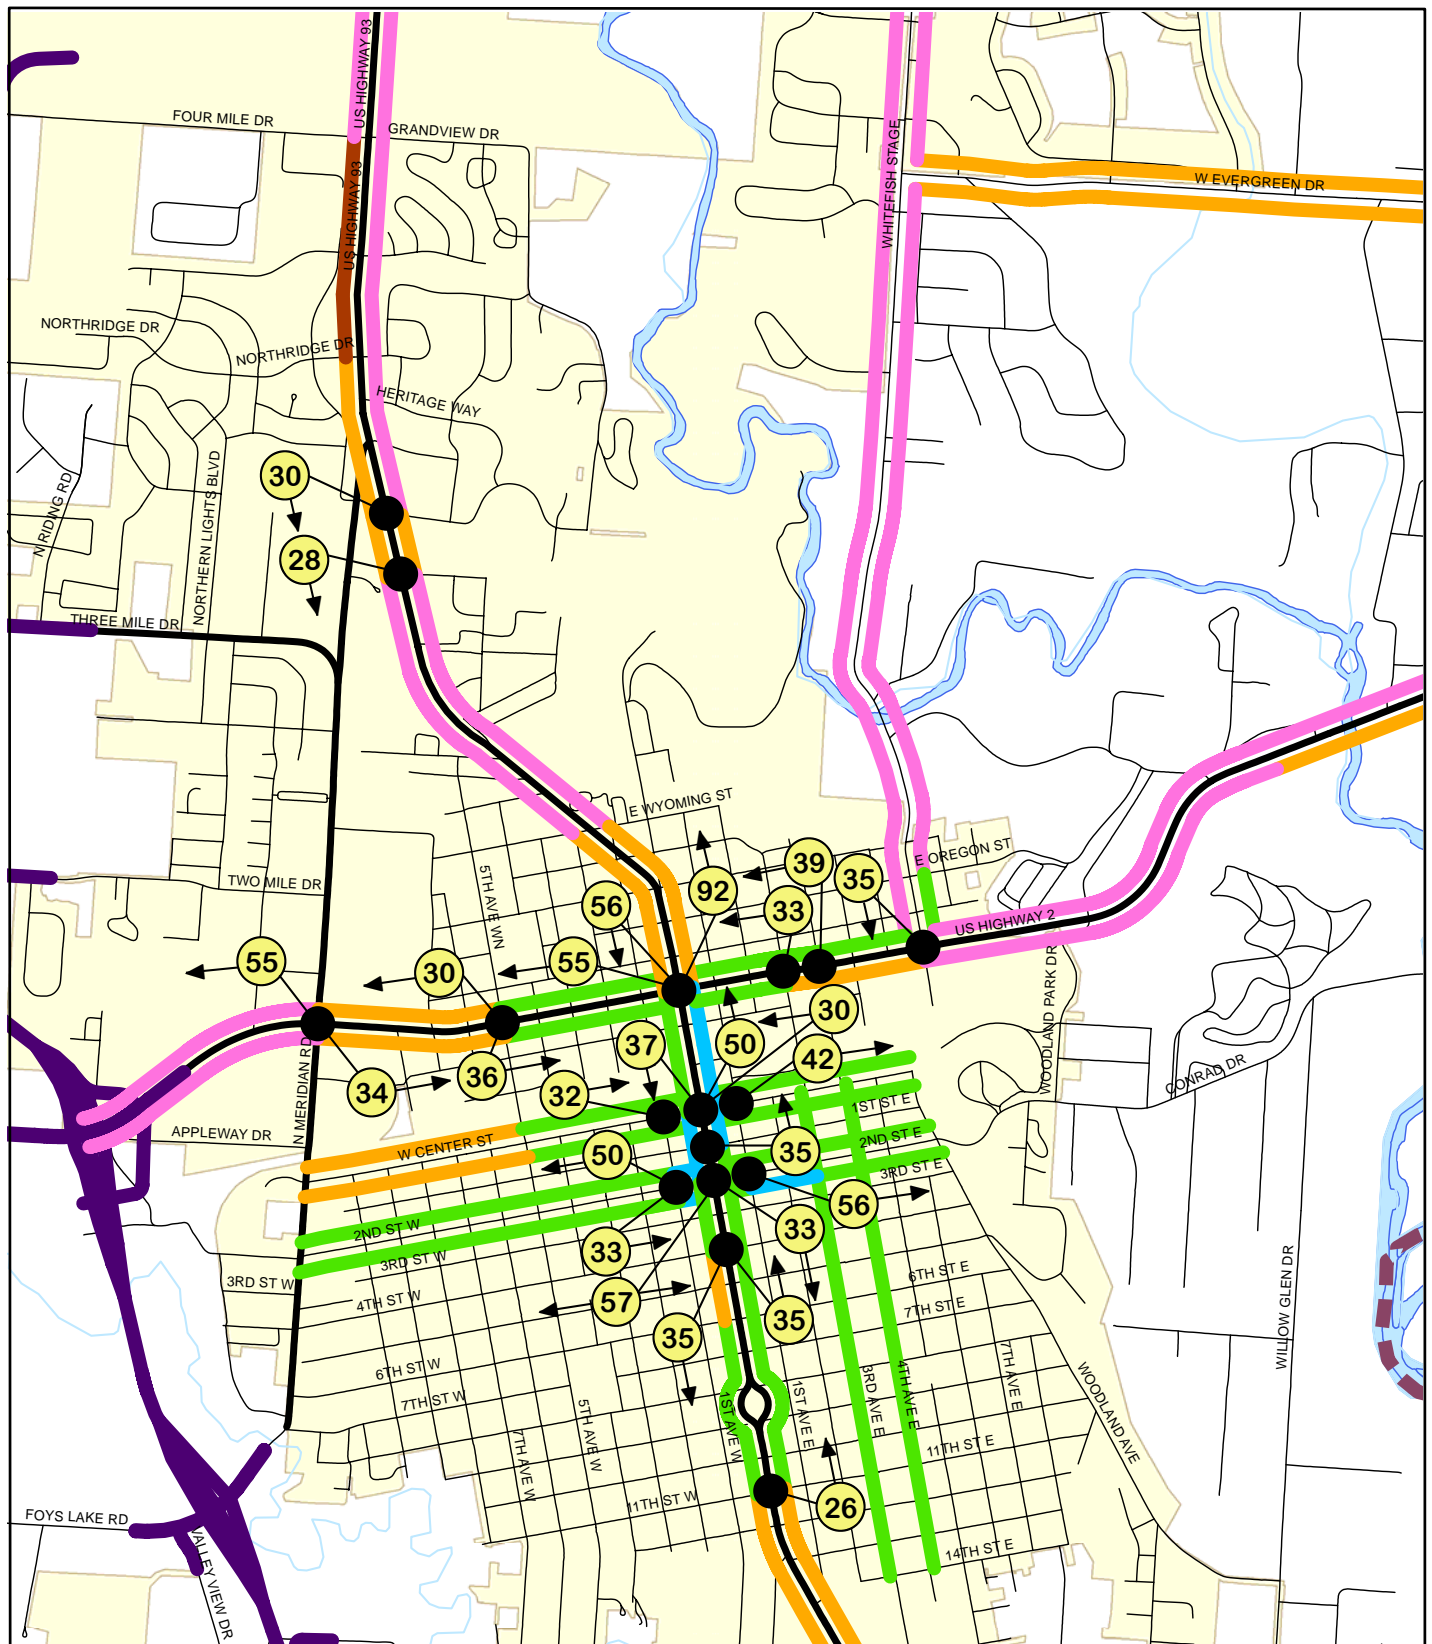 US HIGHWAY 93
FOUR MILE DR
GRANDVIEW DR
WHITEFISH STAGE
W EVERGREEN DR
US HIGHWAY 93
NORTHRIDGE DR
NORTHRIDGE DR
HERITAGE WAY
30
N RIDING RD
NORTHERN LIGHTS BLVD
28
THREE MILE DR
E WYOMING ST
E OREGON ST
39
35
TWO MILE DR
5TH AVE WN
92
56
33
US HIGHWAY 2
55
30
55
WOODLAND PARK DR
30
37
50
42
N MERIDIAN RD
34
36
32
CONRAD DR
1ST ST E
APPLEWAY DR
W CENTER ST
2ND ST E
50
35
3RD ST E
56
2ND ST W
33
33
3RD ST W
3RD ST W
6TH ST E
4TH ST W
57
7TH ST E
WILLOW GLEN DR
35
35
6TH ST W
7TH ST W
7TH AVE E
3RD AVE E
4TH AVE E
WOODLAND AVE
1ST AVE W
1ST AVE E
5TH AVE W
7TH AVE W
11TH ST E
11TH ST W
26
FOYS LAKE RD
VALLEY VIEW DR
14TH ST E